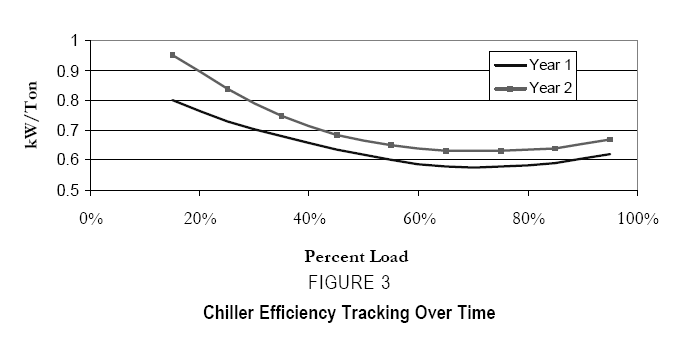 1
0.9
0.8
0.7
0.6
0.5
kW/Ton
Year 1
Year 2
0% 20% 40% 60% 80% 100%
Percent Load
FIGURE 3
Chiller Efficiency Tracking Over Time